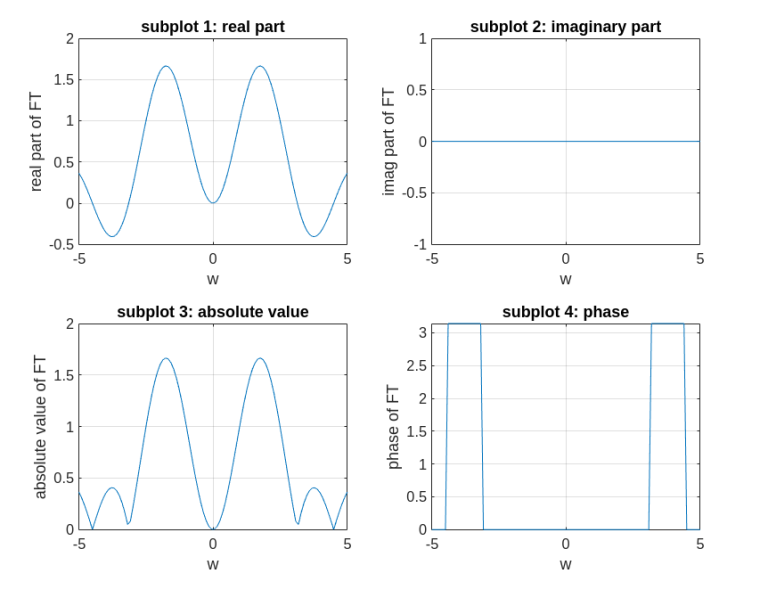 subplot 1: real part
2
1.5
1
0.5
0
-0.5
real part of FT
-5 0 5
w
subplot 2: imaginary part
1
0.5
0
-0.5
-1
imag part of FT
-5 0 5
w
subplot 3: absolute value
2
1.5
1
0.5
0
absolute value of FT
-5 0 5
w
subplot 4: phase
3
2.5
2
1.5
1
0.5
0
phase of FT
-5 0 5
w